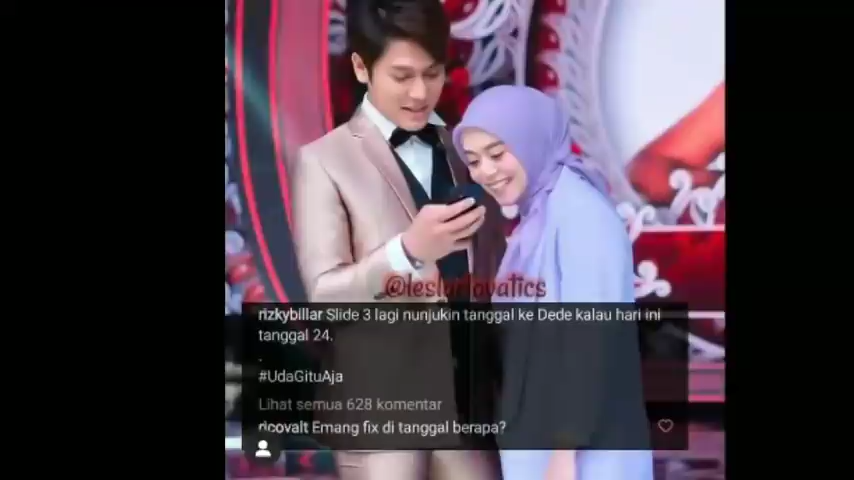 @leslarlovatics
rizkybillar Slide 3 lagi nunjukin tanggal ke Dede kalau hari ini
tanggal 24.
.
#UdaGituAja
Lihat semua 628 komentar
ricovalt Emang fix di tanggal berapa?